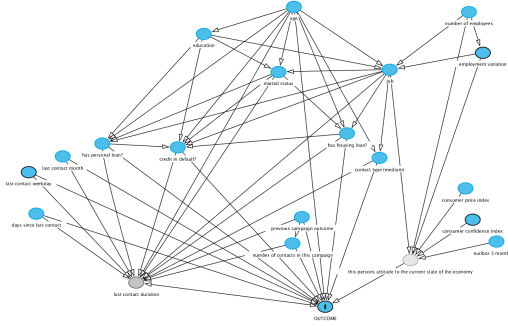 age
number of employees
education
employment variation
marital status
job
has housing loan?
has personal loan?
credit in default?
last contact month
contact type (medium)
last contact weekday
consumer price index
days since last contact
previous campaign outcome
consumer confidence index
number of contacts in this campaign
euribor 3 month
this persons attitude to the current state of the economy
last contact duration
OUTCOME